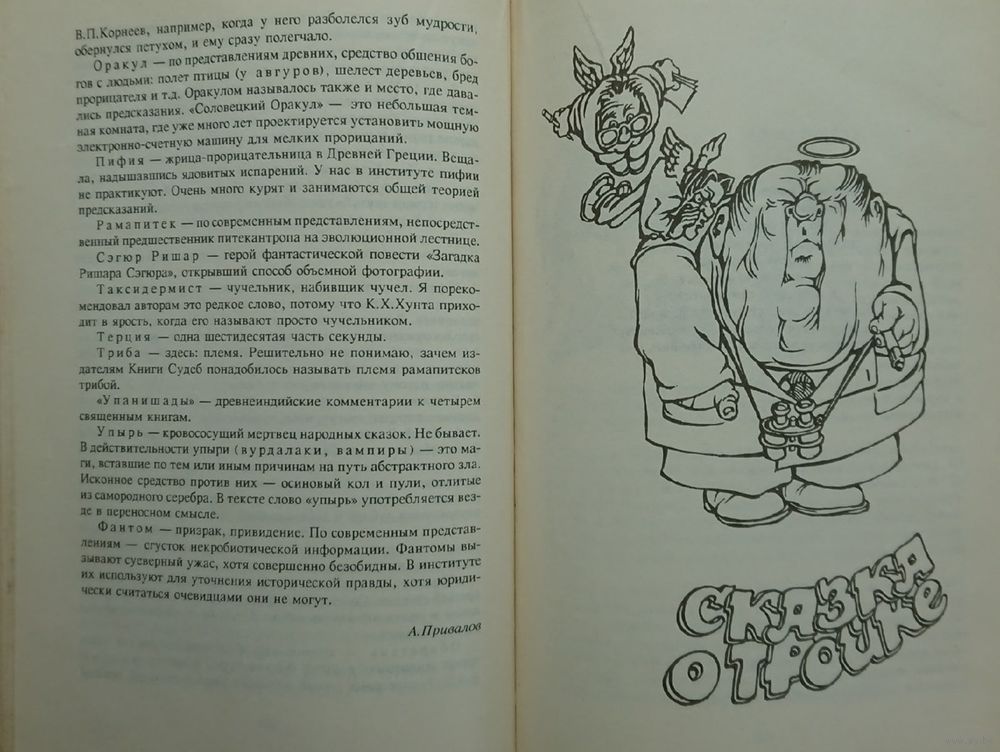 В.П.Корнеев, например, когда у него разболелся зуб мудрости,
обернулся петухом, и ему сразу полегчало.
Оракул — по представлениям древних, средство общения бо-
гов с людьми: полет птицы (у авгуров), шелест деревьев, бред
прорицателя и т.д. Оракулом называлось также и место, где дава-
лись предсказания. «Соловецкий Оракул» — это небольшая тем-
ная комната, где уже много лет проектируется установить мощную
электронно-счетную машину для мелких прорицаний.
Пифия — жрица-прорицательница в Древней Греции. Веща-
ла, надышавшись ядовитых испарений. У нас в институте пифии
не практикуют. Очень много курят и занимаются общей теорией
предсказаний.
Рамапитек — по современным представлениям, непосредст-
венный предшественник питекантропа на эволюционной лестнице.
Сэгюр Ришар — герой фантастической повести «Загадка
Ришара Сэгюра», открывший способ объемной фотографии.
Таксидермист — чучельник, набивщик чучел. Я пореко-
мендовал авторам это редкое слово, потому что К.Х.Хунта прихо-
дит в ярость, когда его называют просто чучельником.
Терция — одна шестидесятая часть секунды.
Триба — здесь: племя. Решительно не понимаю, зачем из-
дателям Книги Судеб понадобилось называть племя рамапитеков
трибой.
«Упанишады» — древнеиндийские комментарии к четырем
священным книгам.
Упырь — кровососущий мертвец народных сказок. Не бывает.
В действительности упыри (вурдалаки, вампиры) — это ма-
ги, вставшие по тем или иным причинам на путь абстрактного зла.
Исконное средство против них — осиновый кол и пули, отлитые
из самородного серебра. В тексте слово «упырь» употребляется вез-
де в переносном смысле.
Фантом — призрак, привидение. По современным представ-
лениям — сгусток некробиотической информации. Фантомы вы-
зывают суеверный ужас, хотя совершенно безобидны. В институте
их используют для уточнения исторической правды, хотя юриди-
чески считаться очевидцами они не могут.
А.Привалов
СКАЗКА
О ТРОЙКЕ